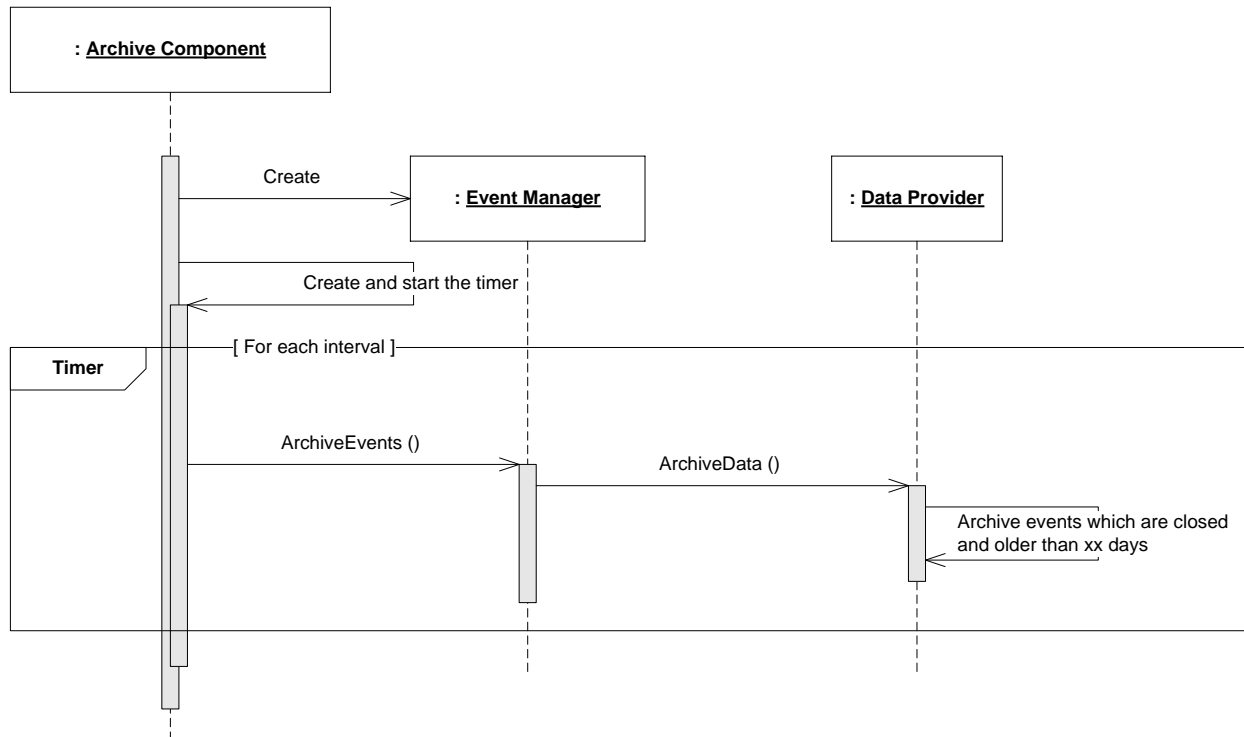 : Archive Component
Create
: Event Manager
: Data Provider
Create and start the timer
[ For each interval ]
Timer
ArchiveEvents ()
ArchiveData ()
Archive events which are closed
and older than xx days